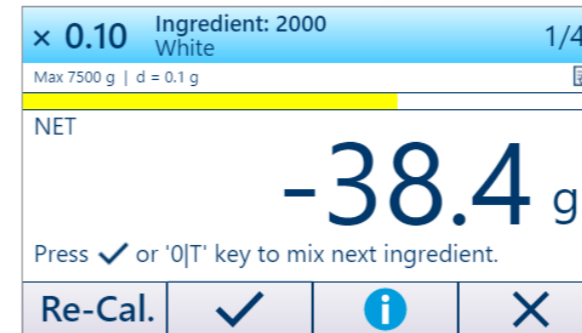 × 0.10
Ingredient: 2000
White
1/4
Max 7500 g | d = 0.1 g
NET
-38.4 g
Press ✓ or '0|T' key to mix next ingredient.
Re-Cal. ✓ i ×